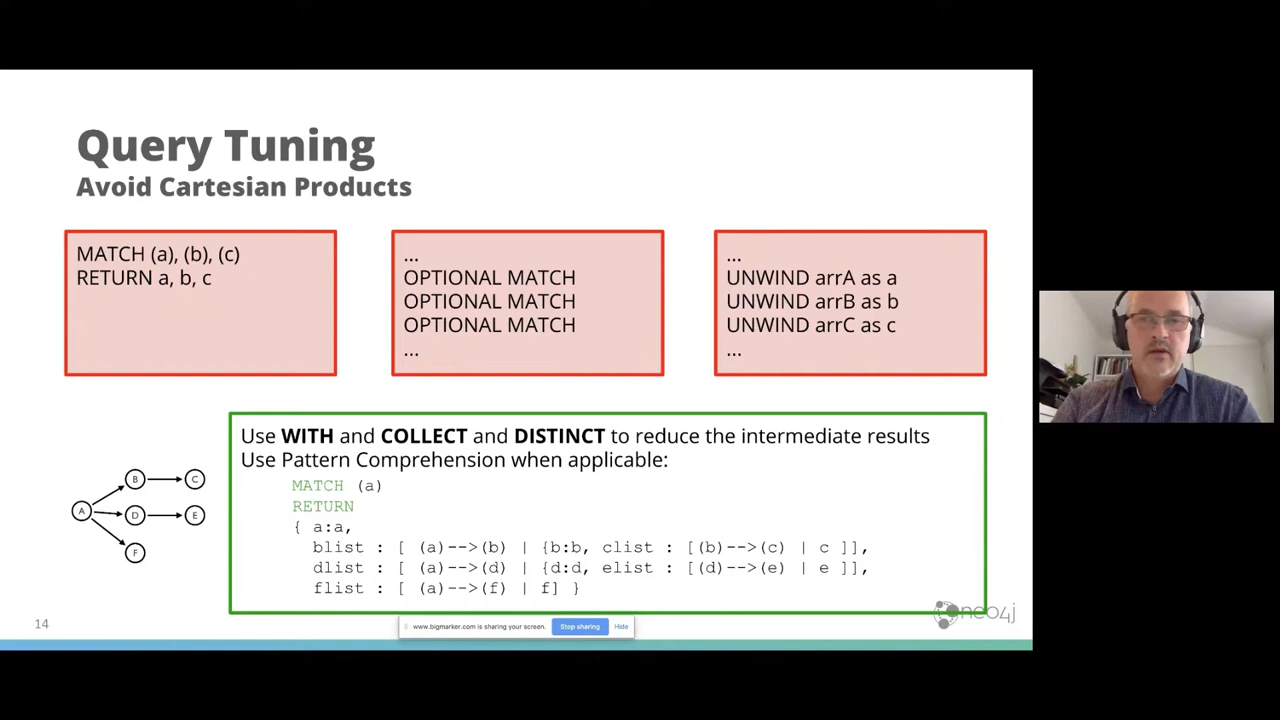 Query Tuning
Avoid Cartesian Products
MATCH (a), (b), (c)
RETURN a, b, c
...
OPTIONAL MATCH
OPTIONAL MATCH
OPTIONAL MATCH
...
...
UNWIND arrA as a
UNWIND arrB as b
UNWIND arrC as c
...
B
C
A
D
E
F
Use WITH and COLLECT and DISTINCT to reduce the intermediate results
Use Pattern Comprehension when applicable:
MATCH (a)
RETURN
{ a:a,
blist : [ (a)-->(b) | {b:b, clist : [(b)-->(c) | c ]],
dlist : [ (a)-->(d) | {d:d, elist : [(d)-->(e) | e ]],
flist : [ (a)-->(f) | f] }
neo4j
14
www.bigmarker.com is sharing your screen. Stop sharing Hide